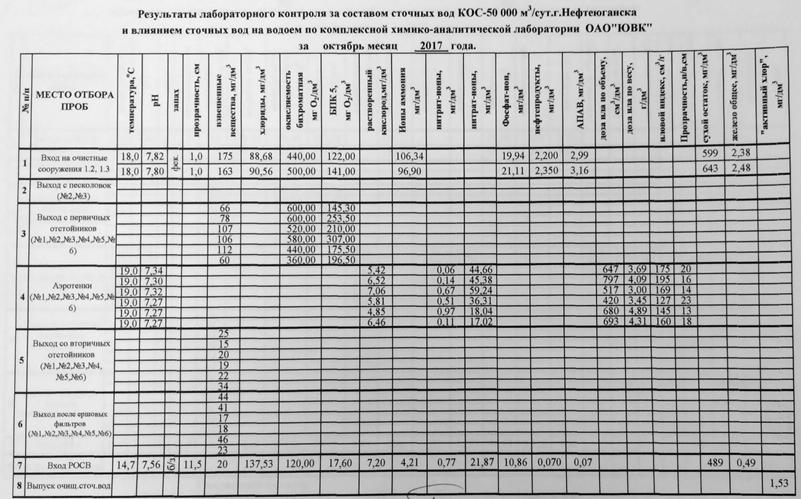 Результаты лабораторного контроля за составом сточных вод КОС-50 000 м³/сут.г.Нефтеюганска
и влиянием сточных вод на водоем по комплексной химико-аналитической лаборатории ОАО"ЮВК"
за октябрь месяц 2017 года.
№ п/п МЕСТО ОТБОРА ПРОБ температура,°С pH запах прозрачность, см взвешенные вещества, мг/дм³ хлориды, мг/дм³ окисляемость бихроматная мг О₂/дм³ БПК 5, мг О₂/дм³ растворенный кислород,мг/дм³ Ионы аммония мг/дм³ нитрит-ионы, мг/дм³ нитрат-ионы, мг/дм³ Фосфат-ион, мг/дм³ нефтепродукты, мг/дм³ АПАВ, мг/дм³ доза ила по объему, см³/дм³ доза ила по весу, г/дм³ иловой индекс, см³/г Прозрачность,н/в,см сухой остаток, мг/дм³ железо общее, мг/дм³ "активный хлор", мг/дм³
1 Вход на очистные сооружения 1.2, 1.3 фек.
18,0 7,82 1,0 175 88,68 440,00 122,00 106,34 19,94 2,200 2,99 599 2,38
18,0 7,80 1,0 163 90,56 500,00 141,00 96,90 21,11 2,350 3,16 643 2,48
2 Выход с песколовок
(№2,№3)
3 Выход с первичных
отстойников
(№1,№2,№3,№4,№5,№
6)
66 600,00 145,30
78 600,00 253,50
107 520,00 210,00
106 580,00 307,00
112 440,00 175,50
60 360,00 196,50
4 Аэротенки
(№1,№2,№3,№4,№5,№
6)
19,0 7,34 5,42 0,06 44,66 647 3,69 175 20
19,0 7,30 6,52 0,14 45,38 797 4,09 195 16
19,0 7,32 7,06 0,67 59,24 517 3,00 169 14
19,0 7,27 5,81 0,51 36,31 420 3,45 127 23
19,0 7,27 4,85 0,97 18,04 680 4,89 145 13
19,0 7,27 6,46 0,11 17,02 693 4,31 160 18
5 Выход со вторичных
отстойников
(№1,№2,№3,№4,
№5,№6)
25
15
20
19
22
34
6 Выход после ершовых
фильтров
(№1,№2,№3,№4,№5,№6)
44
41
17
18
46
23
7 Вход РОСВ 14,7 7,56 б/з 11,5 20 137,53 120,00 17,60 7,20 4,21 0,77 21,87 10,86 0,070 0,07 489 0,49
8 Выпуск очищ.сточ.вод 1,53